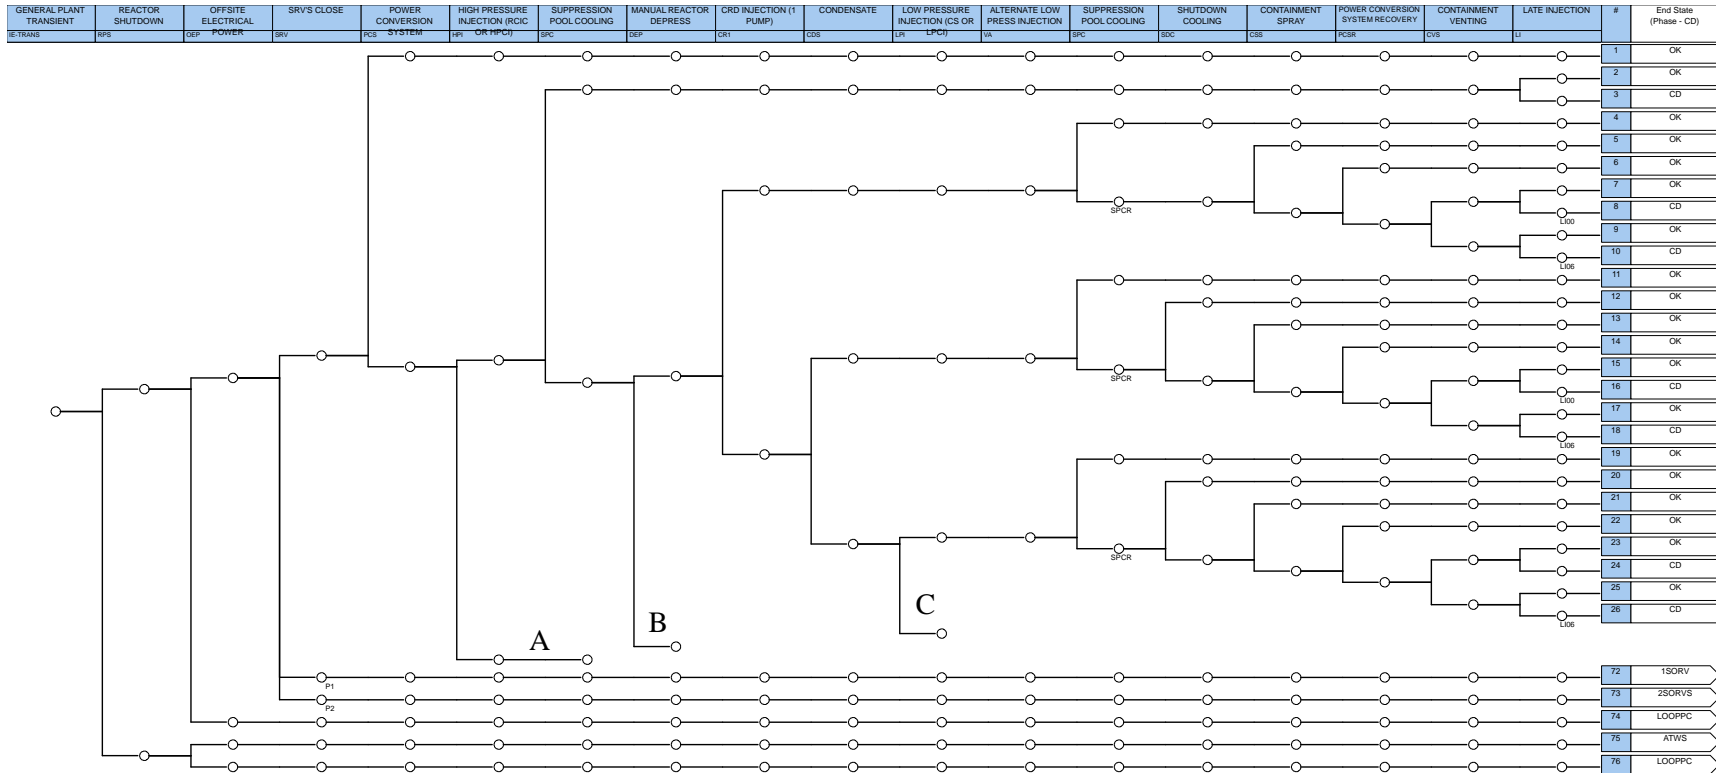 GENERAL PLANT
TRANSIENT
REACTOR
SHUTDOWN
OFFSITE
ELECTRICAL
POWER
SRV'S CLOSE
POWER
CONVERSION
SYSTEM
HIGH PRESSURE
INJECTION (RCIC
OR HPCI)
SUPPRESSION
POOL COOLING
MANUAL REACTOR
DEPRESS
CRD INJECTION (1
PUMP)
CONDENSATE
LOW PRESSURE
INJECTION (CS OR
LPCI)
ALTERNATE LOW
PRESS INJECTION
SUPPRESSION
POOL COOLING
SHUTDOWN
COOLING
CONTAINMENT
SPRAY
POWER CONVERSION
SYSTEM RECOVERY
CONTAINMENT
VENTING
LATE INJECTION
#
End State
(Phase - CD)
IE-TRANS RPS OEP SRV PCS HPI SPC DEP CR1 CDS LPI VA SPC SDC CSS PCSR CVS LI
1 OK
2 OK
3 CD
4 OK
5 OK
6 OK
7 OK
SPCR 8 CD
LI00
9 OK
10 CD
LI06
11 OK
12 OK
13 OK
14 OK
15 OK
SPCR
16 CD
LI00
17 OK
18 CD
LI06
19 OK
20 OK
21 OK
22 OK
23 OK
SPCR
24 CD
25 OK
C
26 CD
B
LI06
A
72 1SORV
P1
73 2SORVS
P2
74 LOOPPC
75 ATWS
76 LOOPPC